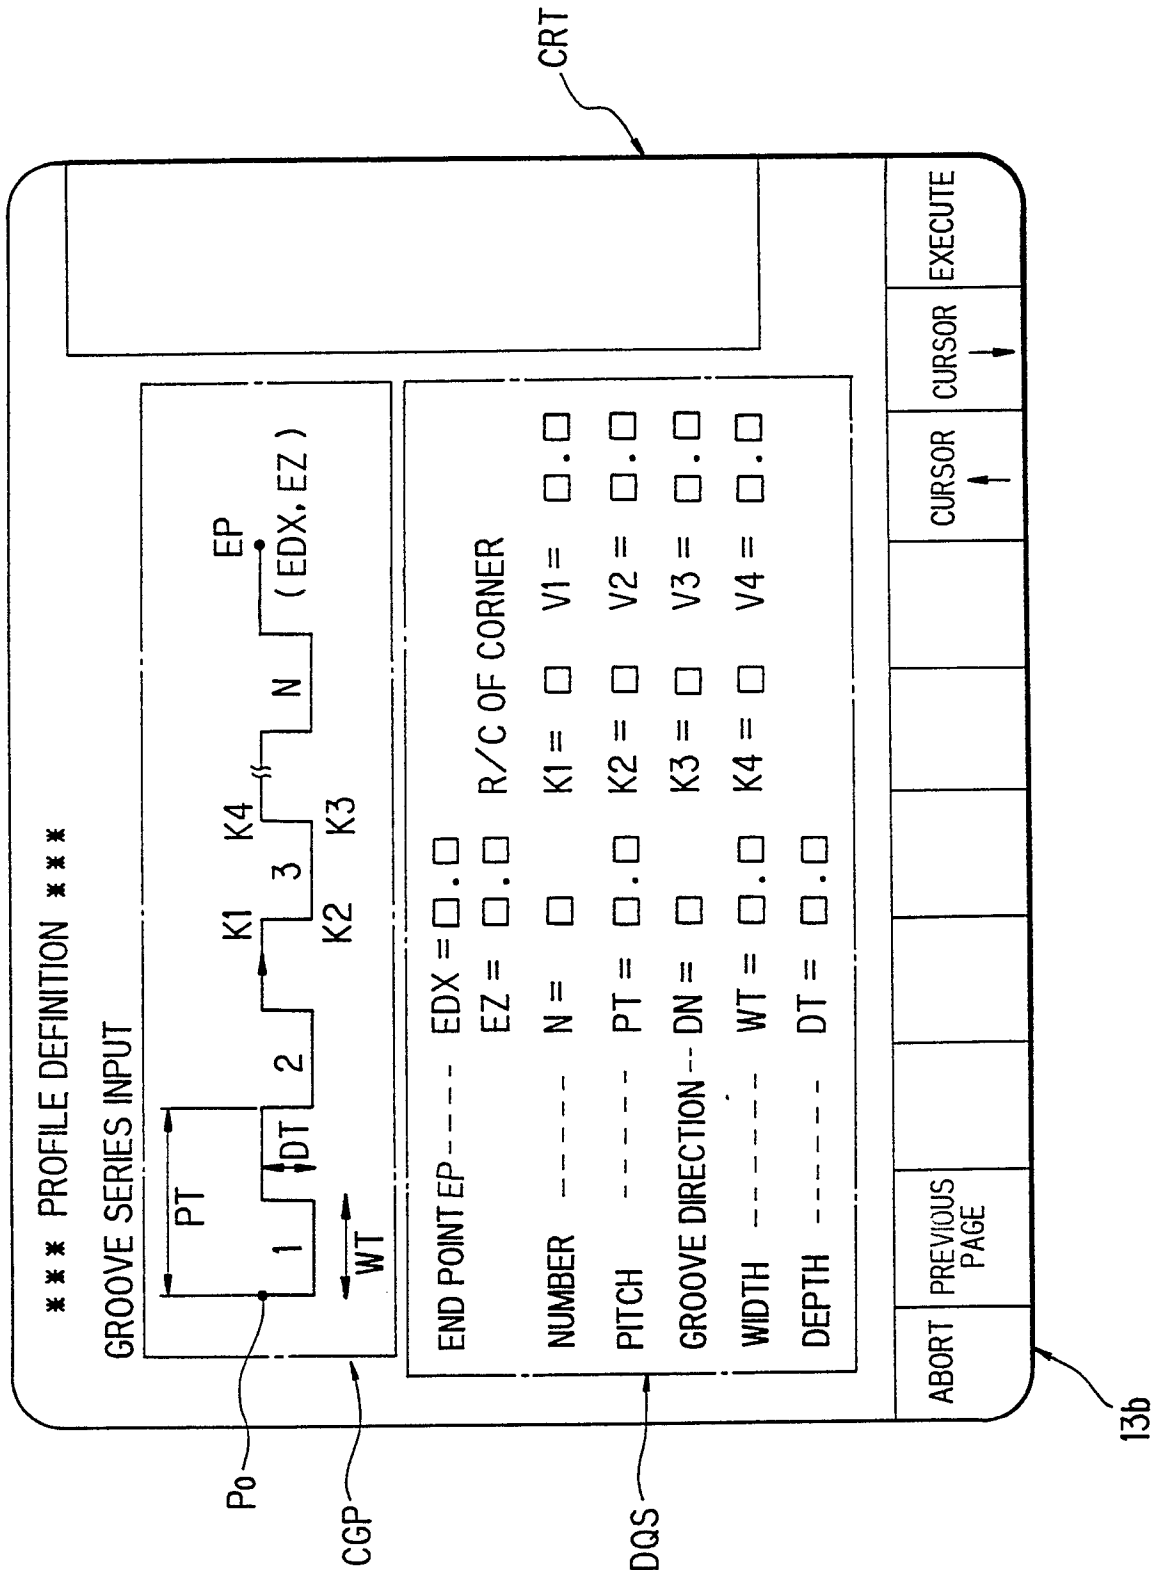 *** PROFILE DEFINITION ***
GROOVE SERIES INPUT
PT
DT
WT
1
2
3
N
K1
K4
K2
K3
EP
(EDX, EZ)
P0
CGP
CRT
END POINT EP ----- EDX = □.□
EZ = □.□
R/C OF CORNER
NUMBER ------ N = □ K1 = □ V1 = □.□
PITCH ------ PT = □.□ K2 = □ V2 = □.□
GROOVE DIRECTION -- DN = □ K3 = □ V3 = □.□
WIDTH ------ WT = □.□ K4 = □ V4 = □.□
DEPTH ------ DT = □.□
DQS
ABORT
PREVIOUS
PAGE
CURSOR
↑
CURSOR
↓
EXECUTE
13b